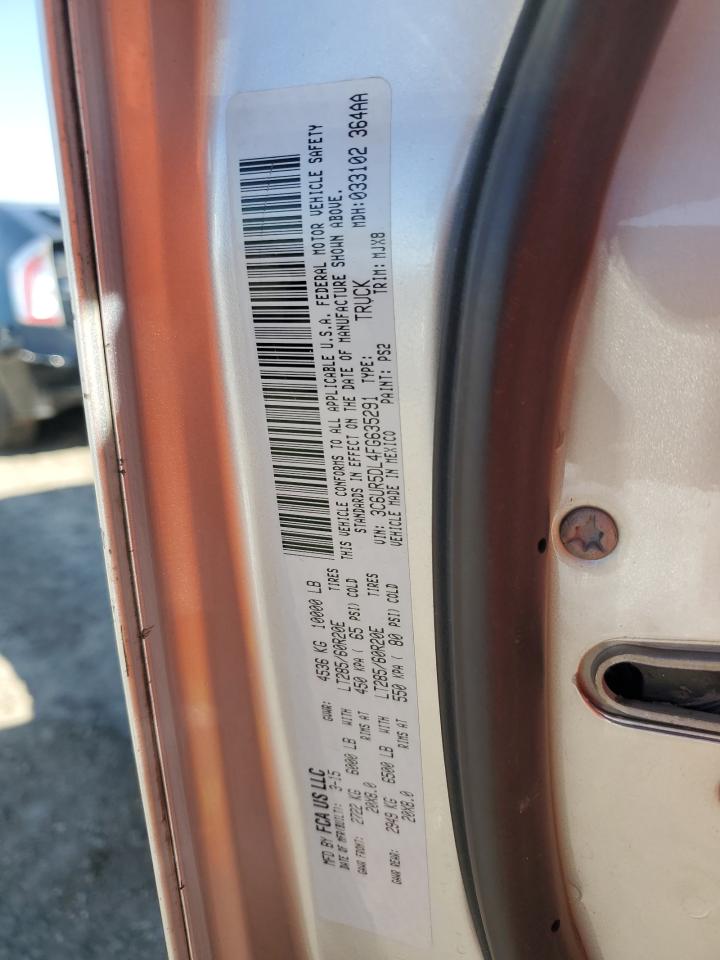 MFD BY FCA US LLC
DATE OF MFR(BUILT): 3-15 GVWR: 4536 KG 10000 LB
GAWR FRONT: 2722 KG 6000 LB WITH LT285/60R20E TIRES
20X8.0 RIMS AT 450 KPA ( 65 PSI) COLD
GAWR REAR: 2949 KG 6500 LB WITH LT285/60R20E TIRES
20X8.0 RIMS AT 550 KPA ( 80 PSI) COLD
THIS VEHICLE CONFORMS TO ALL APPLICABLE U.S.A. FEDERAL MOTOR VEHICLE SAFETY
STANDARDS IN EFFECT ON THE DATE OF MANUFACTURE SHOWN ABOVE.
MDH:033102 364AA
VIN: 3C6UR5DL4FG635291 TYPE: TRUCK
VEHICLE MADE IN MEXICO PAINT: PS2 TRIM: MJX8